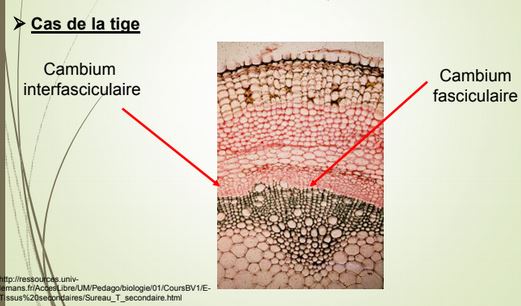 ➢ Cas de la tige
Cambium
interfasciculaire
Cambium
fasciculaire
http://ressources.univ-
lemans.fr/AccesLibre/UM/Pedago/biologie/01/CoursBV1/E-
Tissus%20secondaires/Sureau_T_secondaire.html